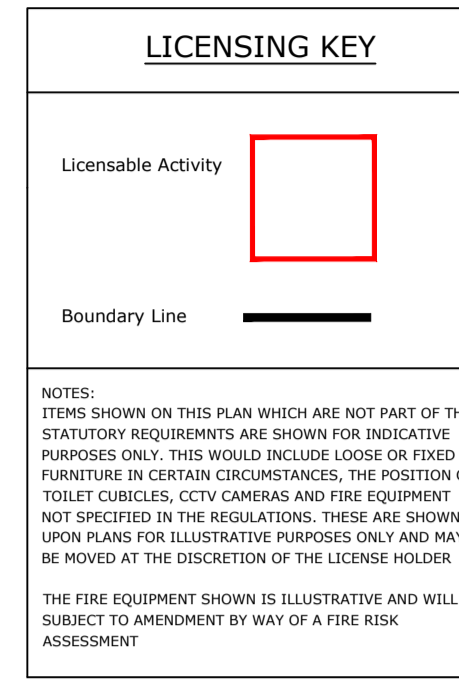 LICENSING KEY
Licensable Activity
Boundary Line
NOTES:
ITEMS SHOWN ON THIS PLAN WHICH ARE NOT PART OF TH
STATUTORY REQUIREMNTS ARE SHOWN FOR INDICATIVE
PURPOSES ONLY. THIS WOULD INCLUDE LOOSE OR FIXED
FURNITURE IN CERTAIN CIRCUMSTANCES, THE POSITION O
TOILET CUBICLES, CCTV CAMERAS AND FIRE EQUIPMENT
NOT SPECIFIED IN THE REGULATIONS. THESE ARE SHOWN
UPON PLANS FOR ILLUSTRATIVE PURPOSES ONLY AND MAY
BE MOVED AT THE DISCRETION OF THE LICENSE HOLDER
THE FIRE EQUIPMENT SHOWN IS ILLUSTRATIVE AND WILL
SUBJECT TO AMENDMENT BY WAY OF A FIRE RISK
ASSESSMENT